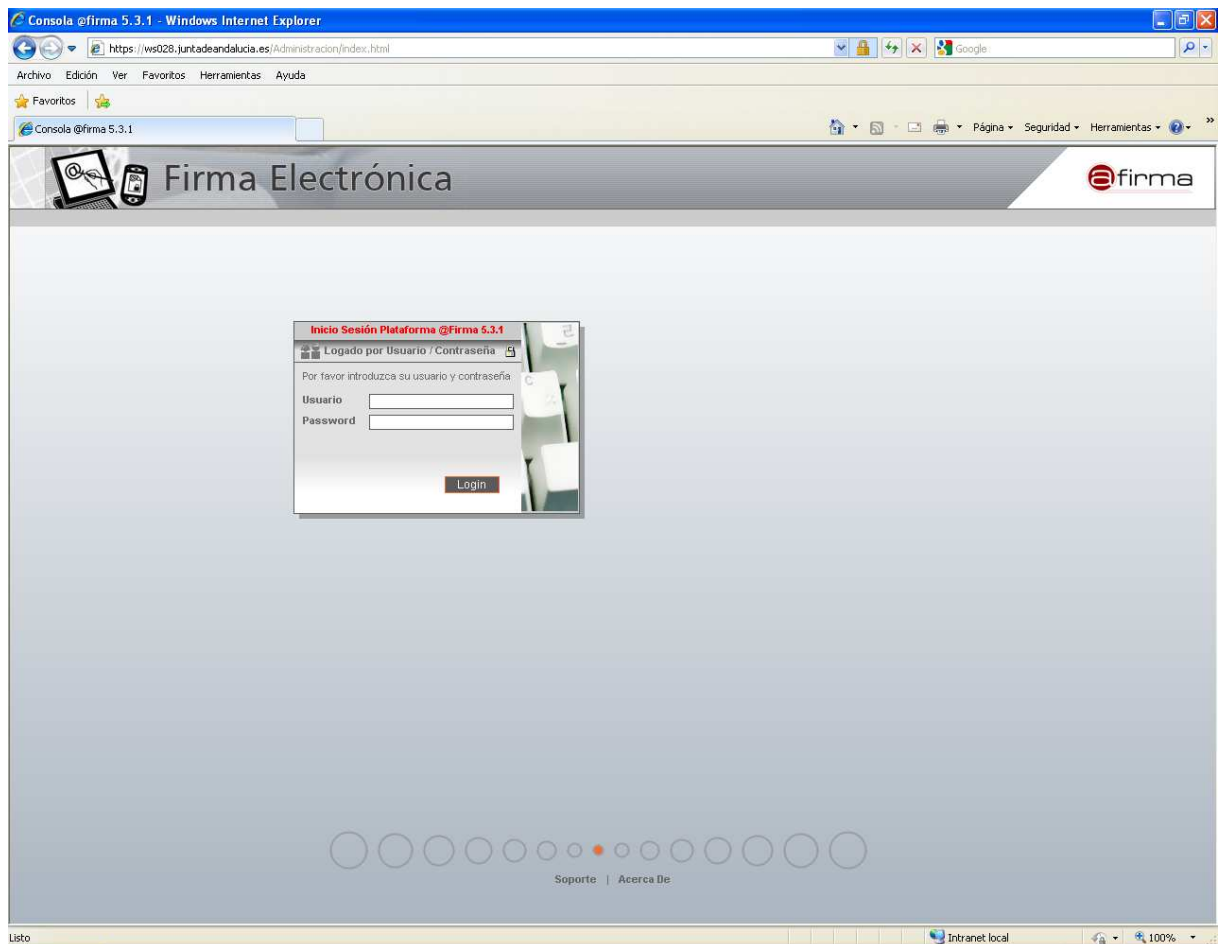 Consola @firma 5.3.1 - Windows Internet Explorer
https://ws028.juntadeandalucia.es/Administracion/index.html
Google
Archivo Edición Ver Favoritos Herramientas Ayuda
Favoritos
Consola @firma 5.3.1
Página Seguridad Herramientas
Firma Electrónica
@firma
Inicio Sesión Plataforma @Firma 5.3.1
Logado por Usuario / Contraseña
Por favor introduzca su usuario y contraseña
Usuario
Password
Login
Soporte | Acerca De
Listo
Intranet local
100%